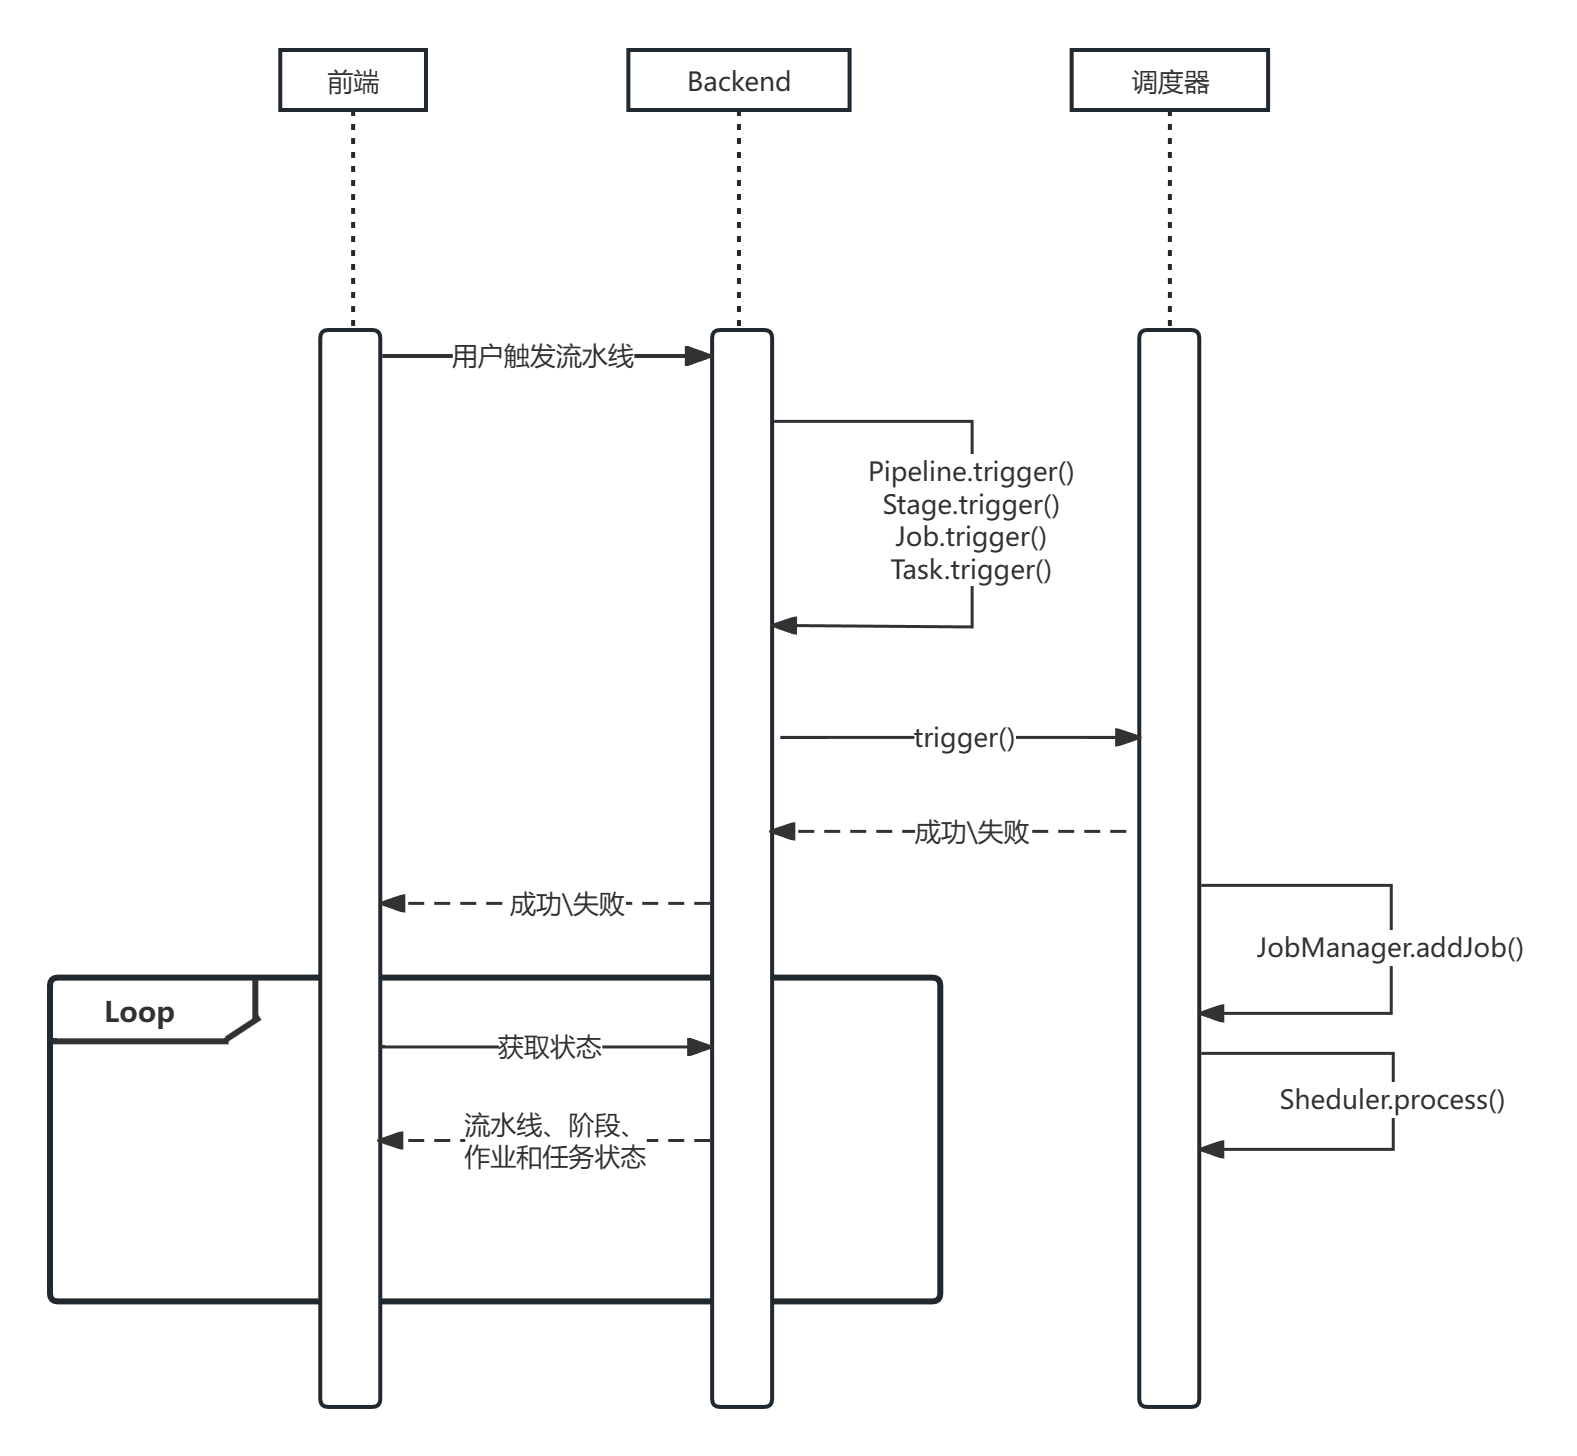 前端
Backend
调度器
用户触发流水线
Pipeline.trigger()
Stage.trigger()
Job.trigger()
Task.trigger()
trigger()
成功\失败
成功\失败
JobManager.addJob()
Loop
获取状态
Sheduler.process()
流水线、阶段、
作业和任务状态